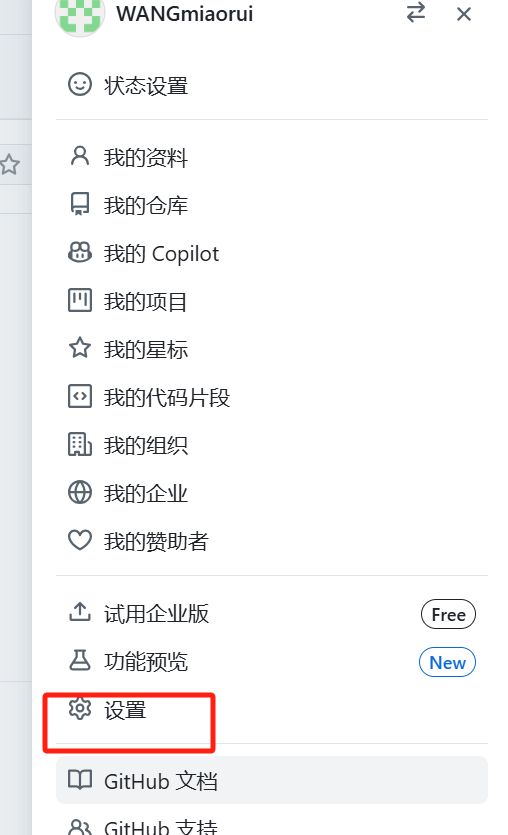 WANGmiaorui
状态设置
我的资料
我的仓库
我的 Copilot
我的项目
我的星标
我的代码片段
我的组织
我的企业
我的赞助者
试用企业版 Free
功能预览 New
设置
GitHub 文档
GitHub 支持